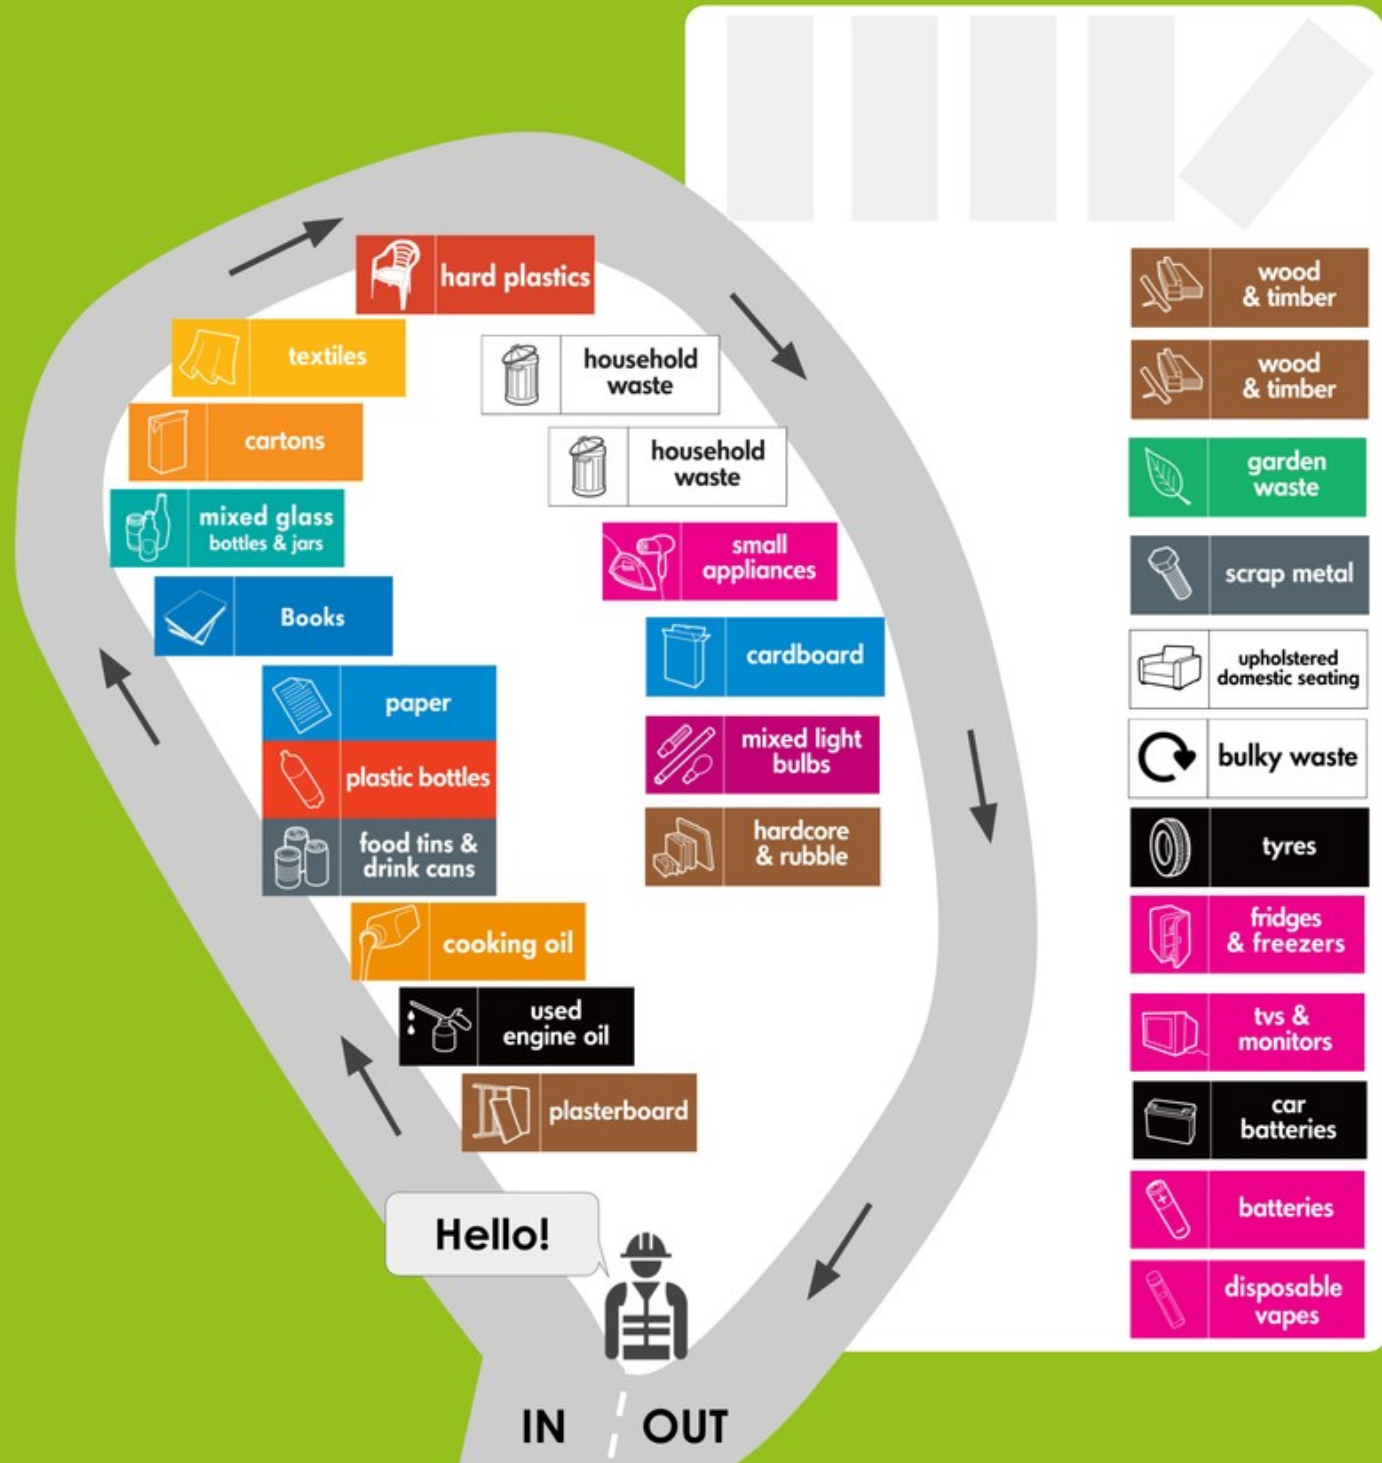 hard plastics
textiles
cartons
mixed glass
bottles & jars
Books
paper
plastic bottles
food tins &
drink cans
cooking oil
used
engine oil
plasterboard
household
waste
household
waste
small
appliances
cardboard
mixed light
bulbs
hardcore
& rubble
wood
& timber
wood
& timber
garden
waste
scrap metal
upholstered
domestic seating
bulky waste
tyres
fridges
& freezers
tvs &
monitors
car
batteries
batteries
disposable
vapes
Hello!
IN
OUT